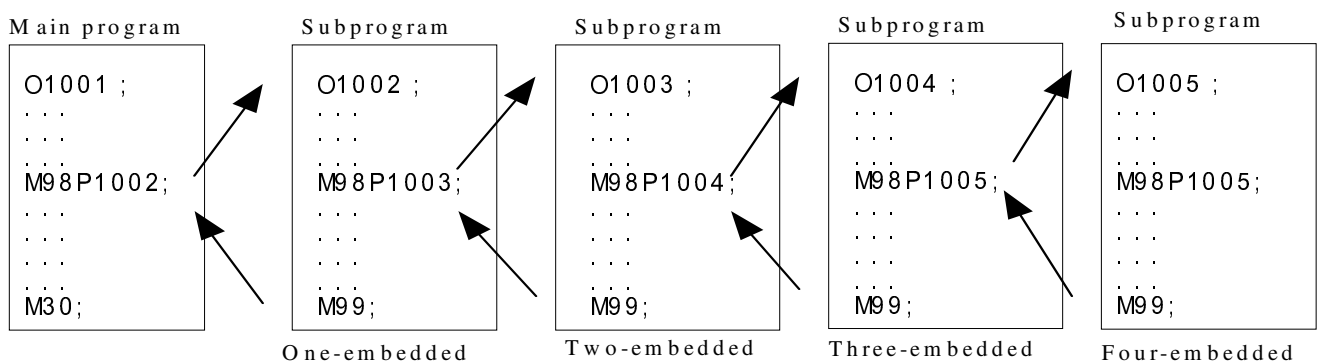 Main program
O1001 ;
. . .
. . .
. . .
M98P1002;
. . .
. . .
. . .
. . .
M30;
Subprogram
O1002 ;
. . .
. . .
. . .
M98P1003;
. . .
. . .
. . .
. . .
M99;
One-embedded
Subprogram
O1003 ;
. . .
. . .
. . .
M98P1004;
. . .
. . .
. . .
. . .
M99;
Two-embedded
Subprogram
O1004 ;
. . .
. . .
. . .
M98P1005;
. . .
. . .
. . .
. . .
M99;
Three-embedded
Subprogram
O1005 ;
. . .
. . .
. . .
M98P1005;
. . .
. . .
. . .
. . .
M99;
Four-embedded